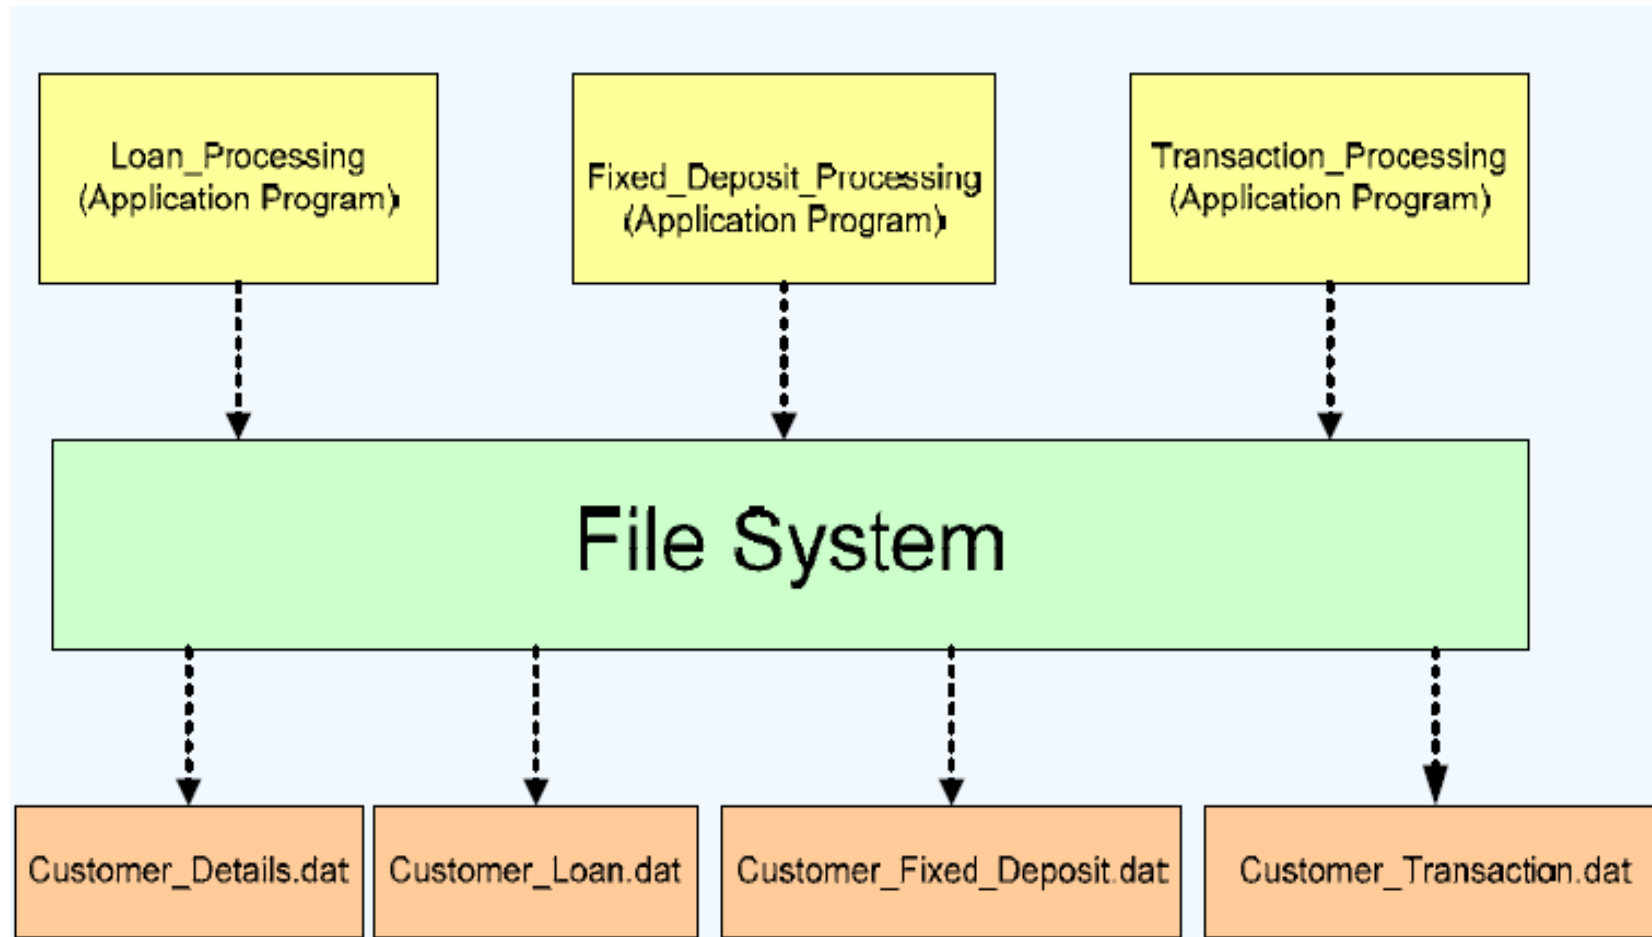 Loan_Processing
(Application Program)
Fixed_Deposit_Processing
(Application Program)
Transaction_Processing
(Application Program)
File System
Customer_Details.dat
Customer_Loan.dat
Customer_Fixed_Deposit.dat
Customer_Transaction.dat